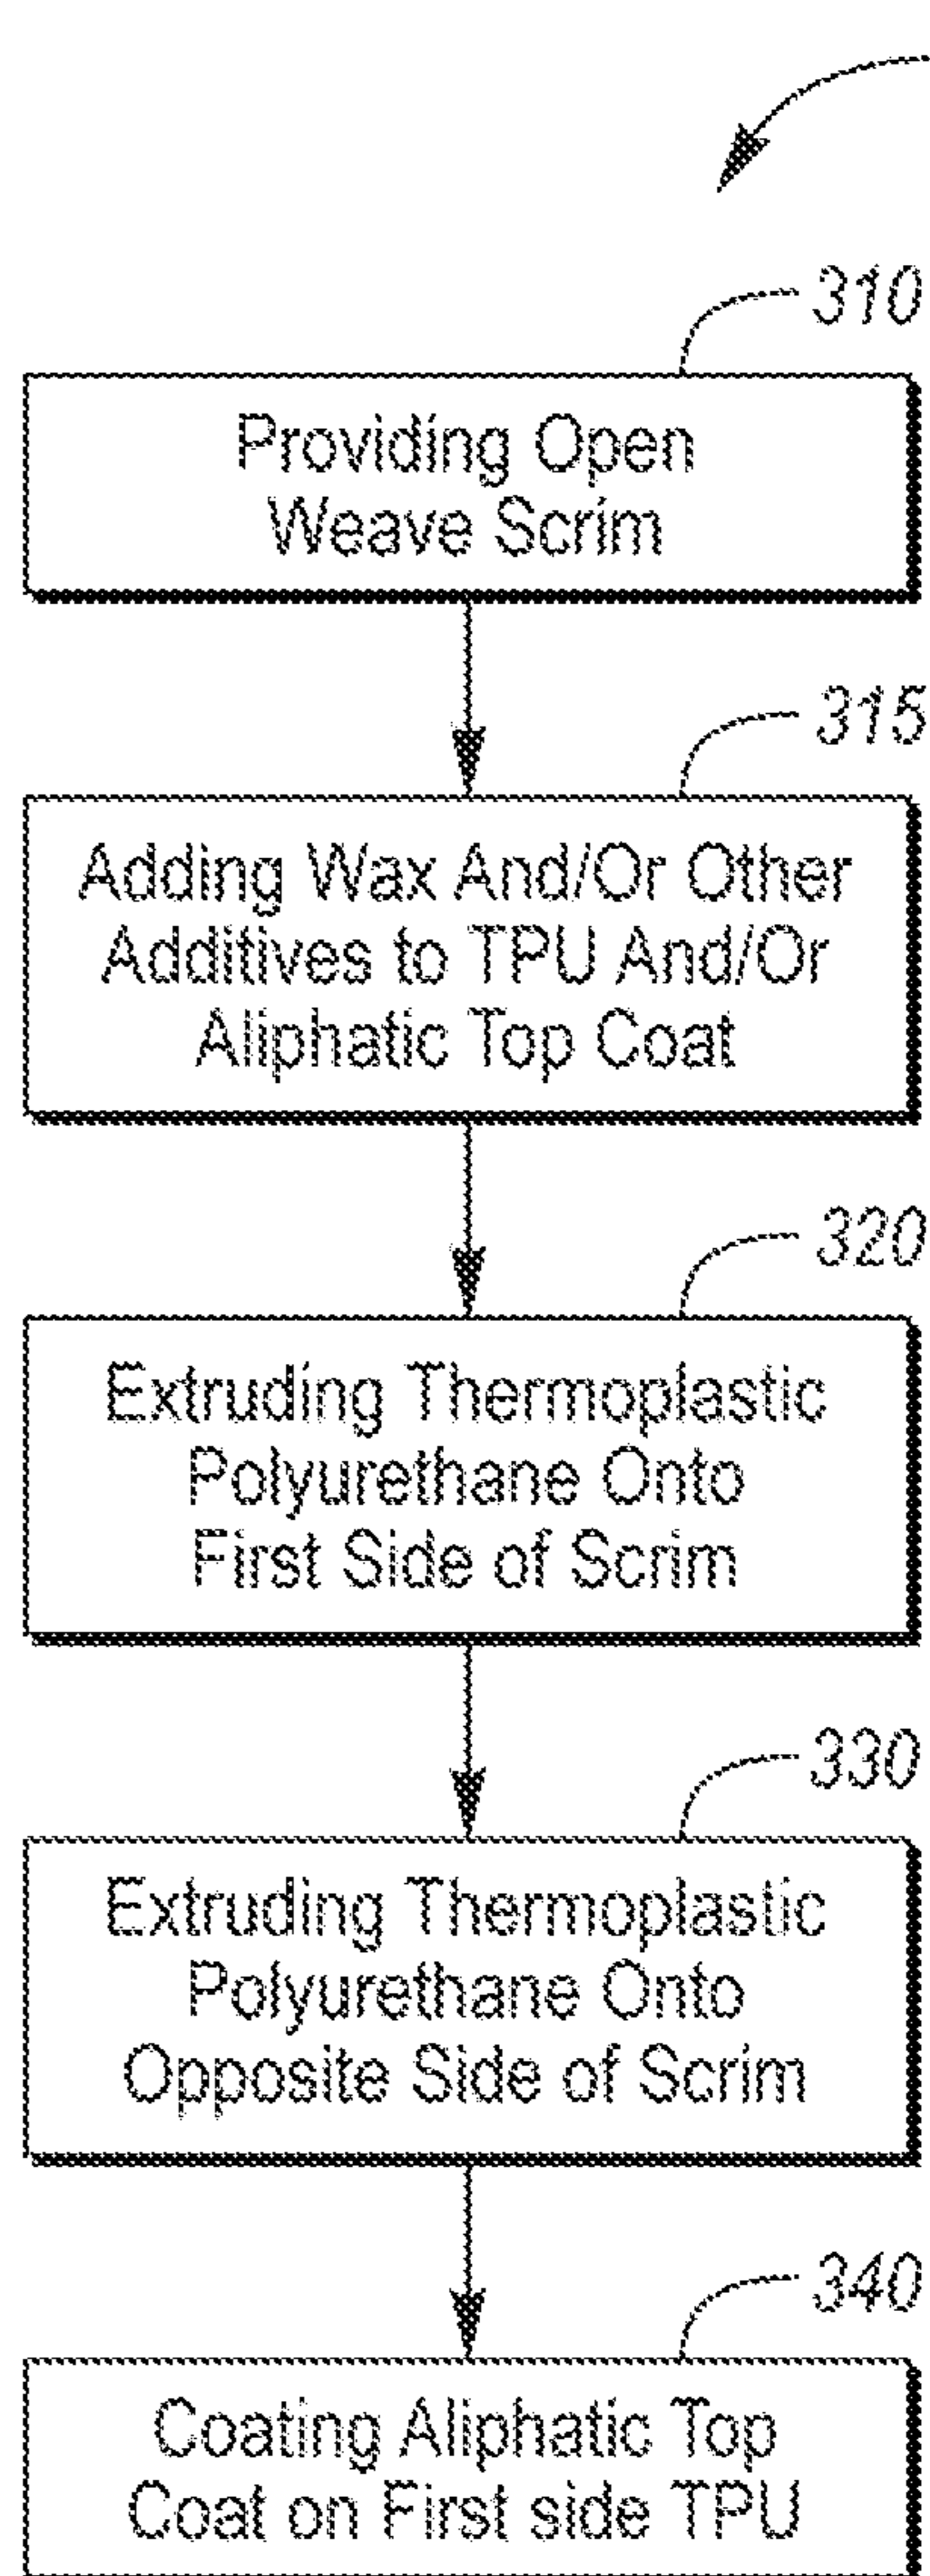 310
Providing Open
Weave Scrim
315
Adding Wax And/Or Other
Additives to TPU And/Or
Aliphatic Top Coat
320
Extruding Thermoplastic
Polyurethane Onto
First Side of Scrim
330
Extruding Thermoplastic
Polyurethane Onto
Opposite Side of Scrim
340
Coating Aliphatic Top
Coat on First side TPU